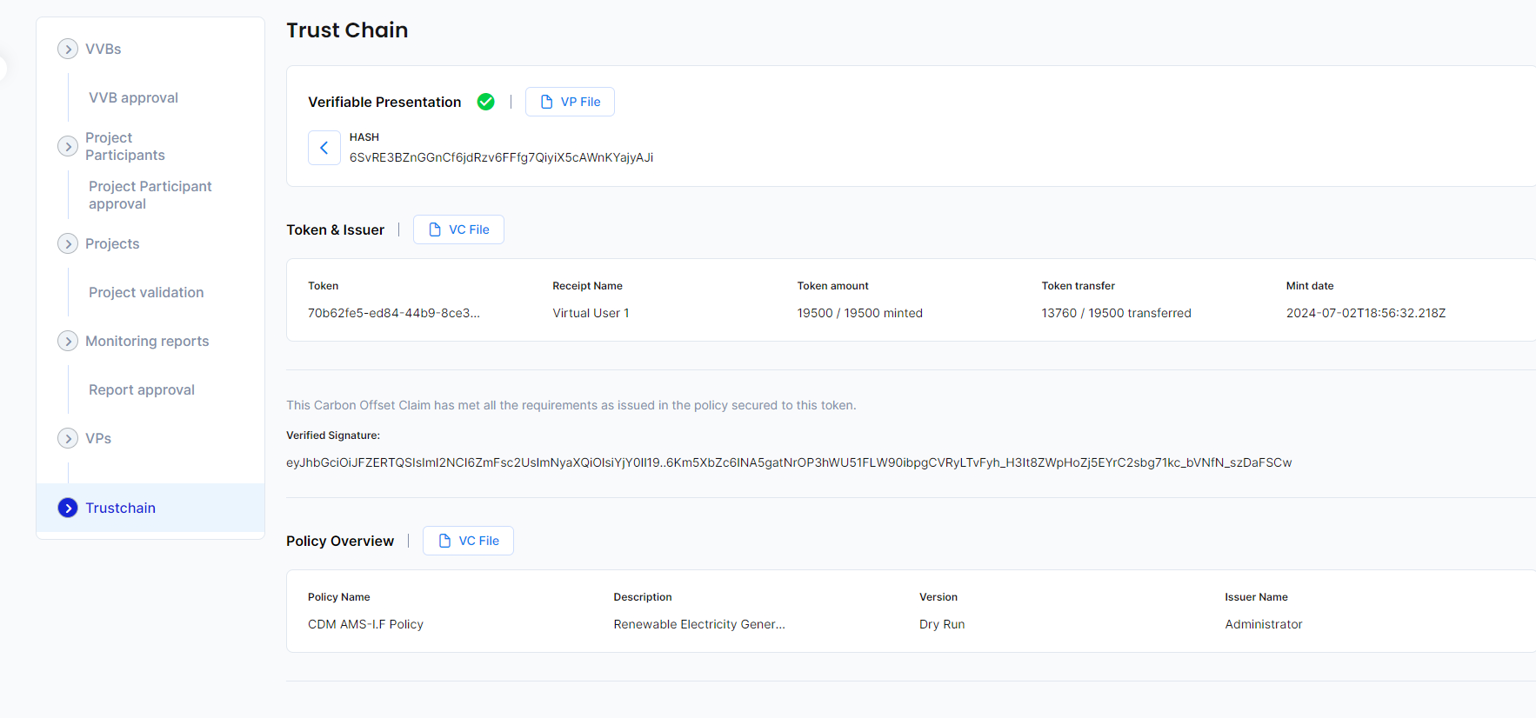 VVBs
VVB approval
Project
Participants
Project Participant
approval
Projects
Project validation
Monitoring reports
Report approval
VPs
Trustchain
Trust Chain
Verifiable Presentation
VP File
HASH
6SvRE3BZnGGnCf6jdRzv6FFfg7QiyiX5cAWnKYajyAJi
Token & Issuer
VC File
Token Receipt Name Token amount Token transfer Mint date
70b62fe5-ed84-44b9-8ce3... Virtual User 1 19500 / 19500 minted 13760 / 19500 transferred 2024-07-02T18:56:32.218Z
This Carbon Offset Claim has met all the requirements as issued in the policy secured to this token.
Verified Signature:
eyJhbGciOiJFZERTQSIsImI2NCI6ZmFsc2UsImNyaXQiOlsiYjY0Il19..6Km5XbZc6INA5gatNrOP3hWU51FLW90ibpgCVRyLTvFyh_H3It8ZWpHoZj5EYrC2sbg71kc_bVNfN_szDaFSCw
Policy Overview
VC File
Policy Name Description Version Issuer Name
CDM AMS-I.F Policy Renewable Electricity Gener... Dry Run Administrator